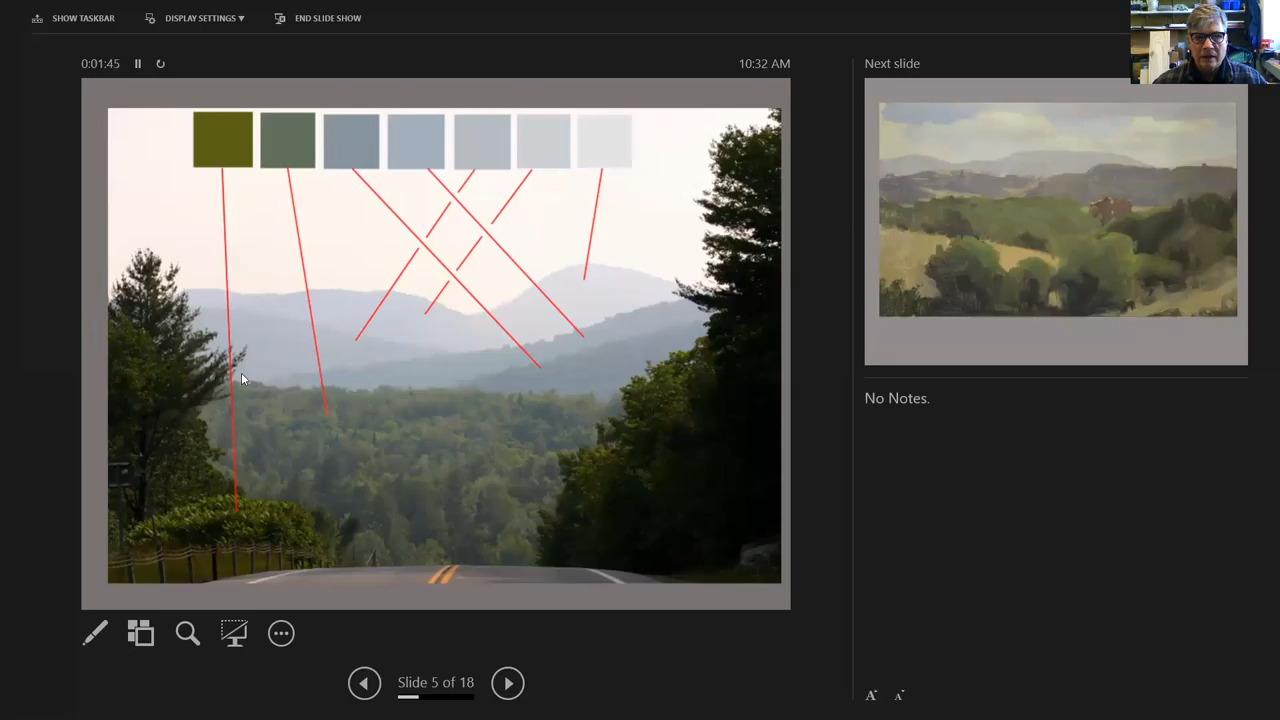 SHOW TASKBAR
DISPLAY SETTINGS ▼
END SLIDE SHOW
0:01:45
10:32 AM
Next slide
No Notes.
Slide 5 of 18
A A